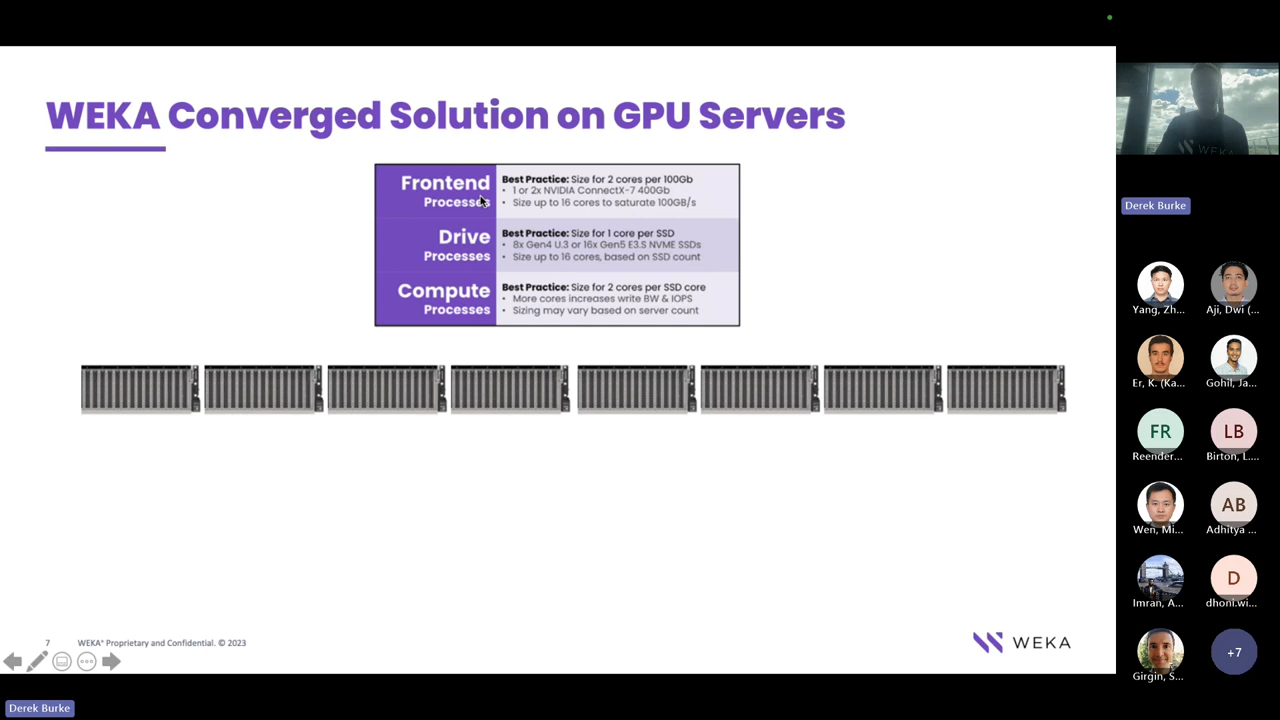 WEKA Converged Solution on GPU Servers
Frontend
Processes
Best Practice: Size for 2 cores per 100Gb
• 1 or 2x NVIDIA ConnectX-7 400Gb
• Size up to 16 cores to saturate 100GB/s
Drive
Processes
Best Practice: Size for 1 core per SSD
• 8x Gen4 U.3 or 16x Gen5 E3.S NVME SSDs
• Size up to 16 cores, based on SSD count
Compute
Processes
Best Practice: Size for 2 cores per SSD core
• More cores increases write BW & IOPS
• Sizing may vary based on server count
7 WEKA® Proprietary and Confidential. © 2023
WEKA
Derek Burke
WEKA
Derek Burke
Yang, Zh...
Aji, Dwi (...
Er, K. (Ka...
Gohil, Ja...
FR
LB
Reender...
Birton, L....
AB
Wen, Mi...
Adhitya ...
D
Imran, A...
dhoni.wi...
+7
Girgin, S...